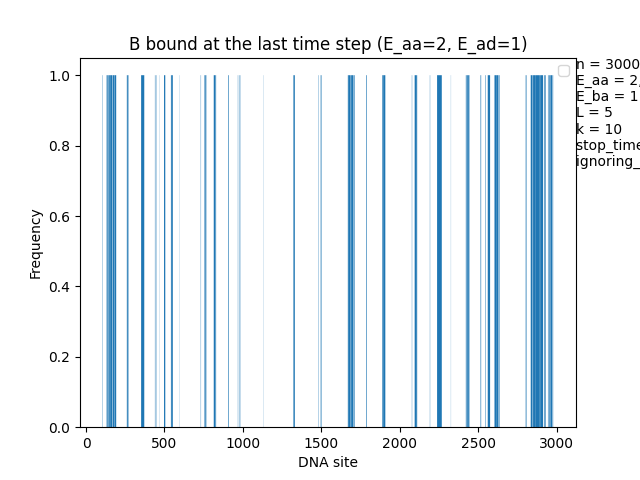 B bound at the last time step (E_aa=2, E_ad=1)
n = 3000
E_aa = 2,
E_ba = 1
L = 5
k = 10
stop_time
ignoring_
1.0
0.8
0.6
0.4
0.2
0.0
Frequency
0 500 1000 1500 2000 2500 3000
DNA site